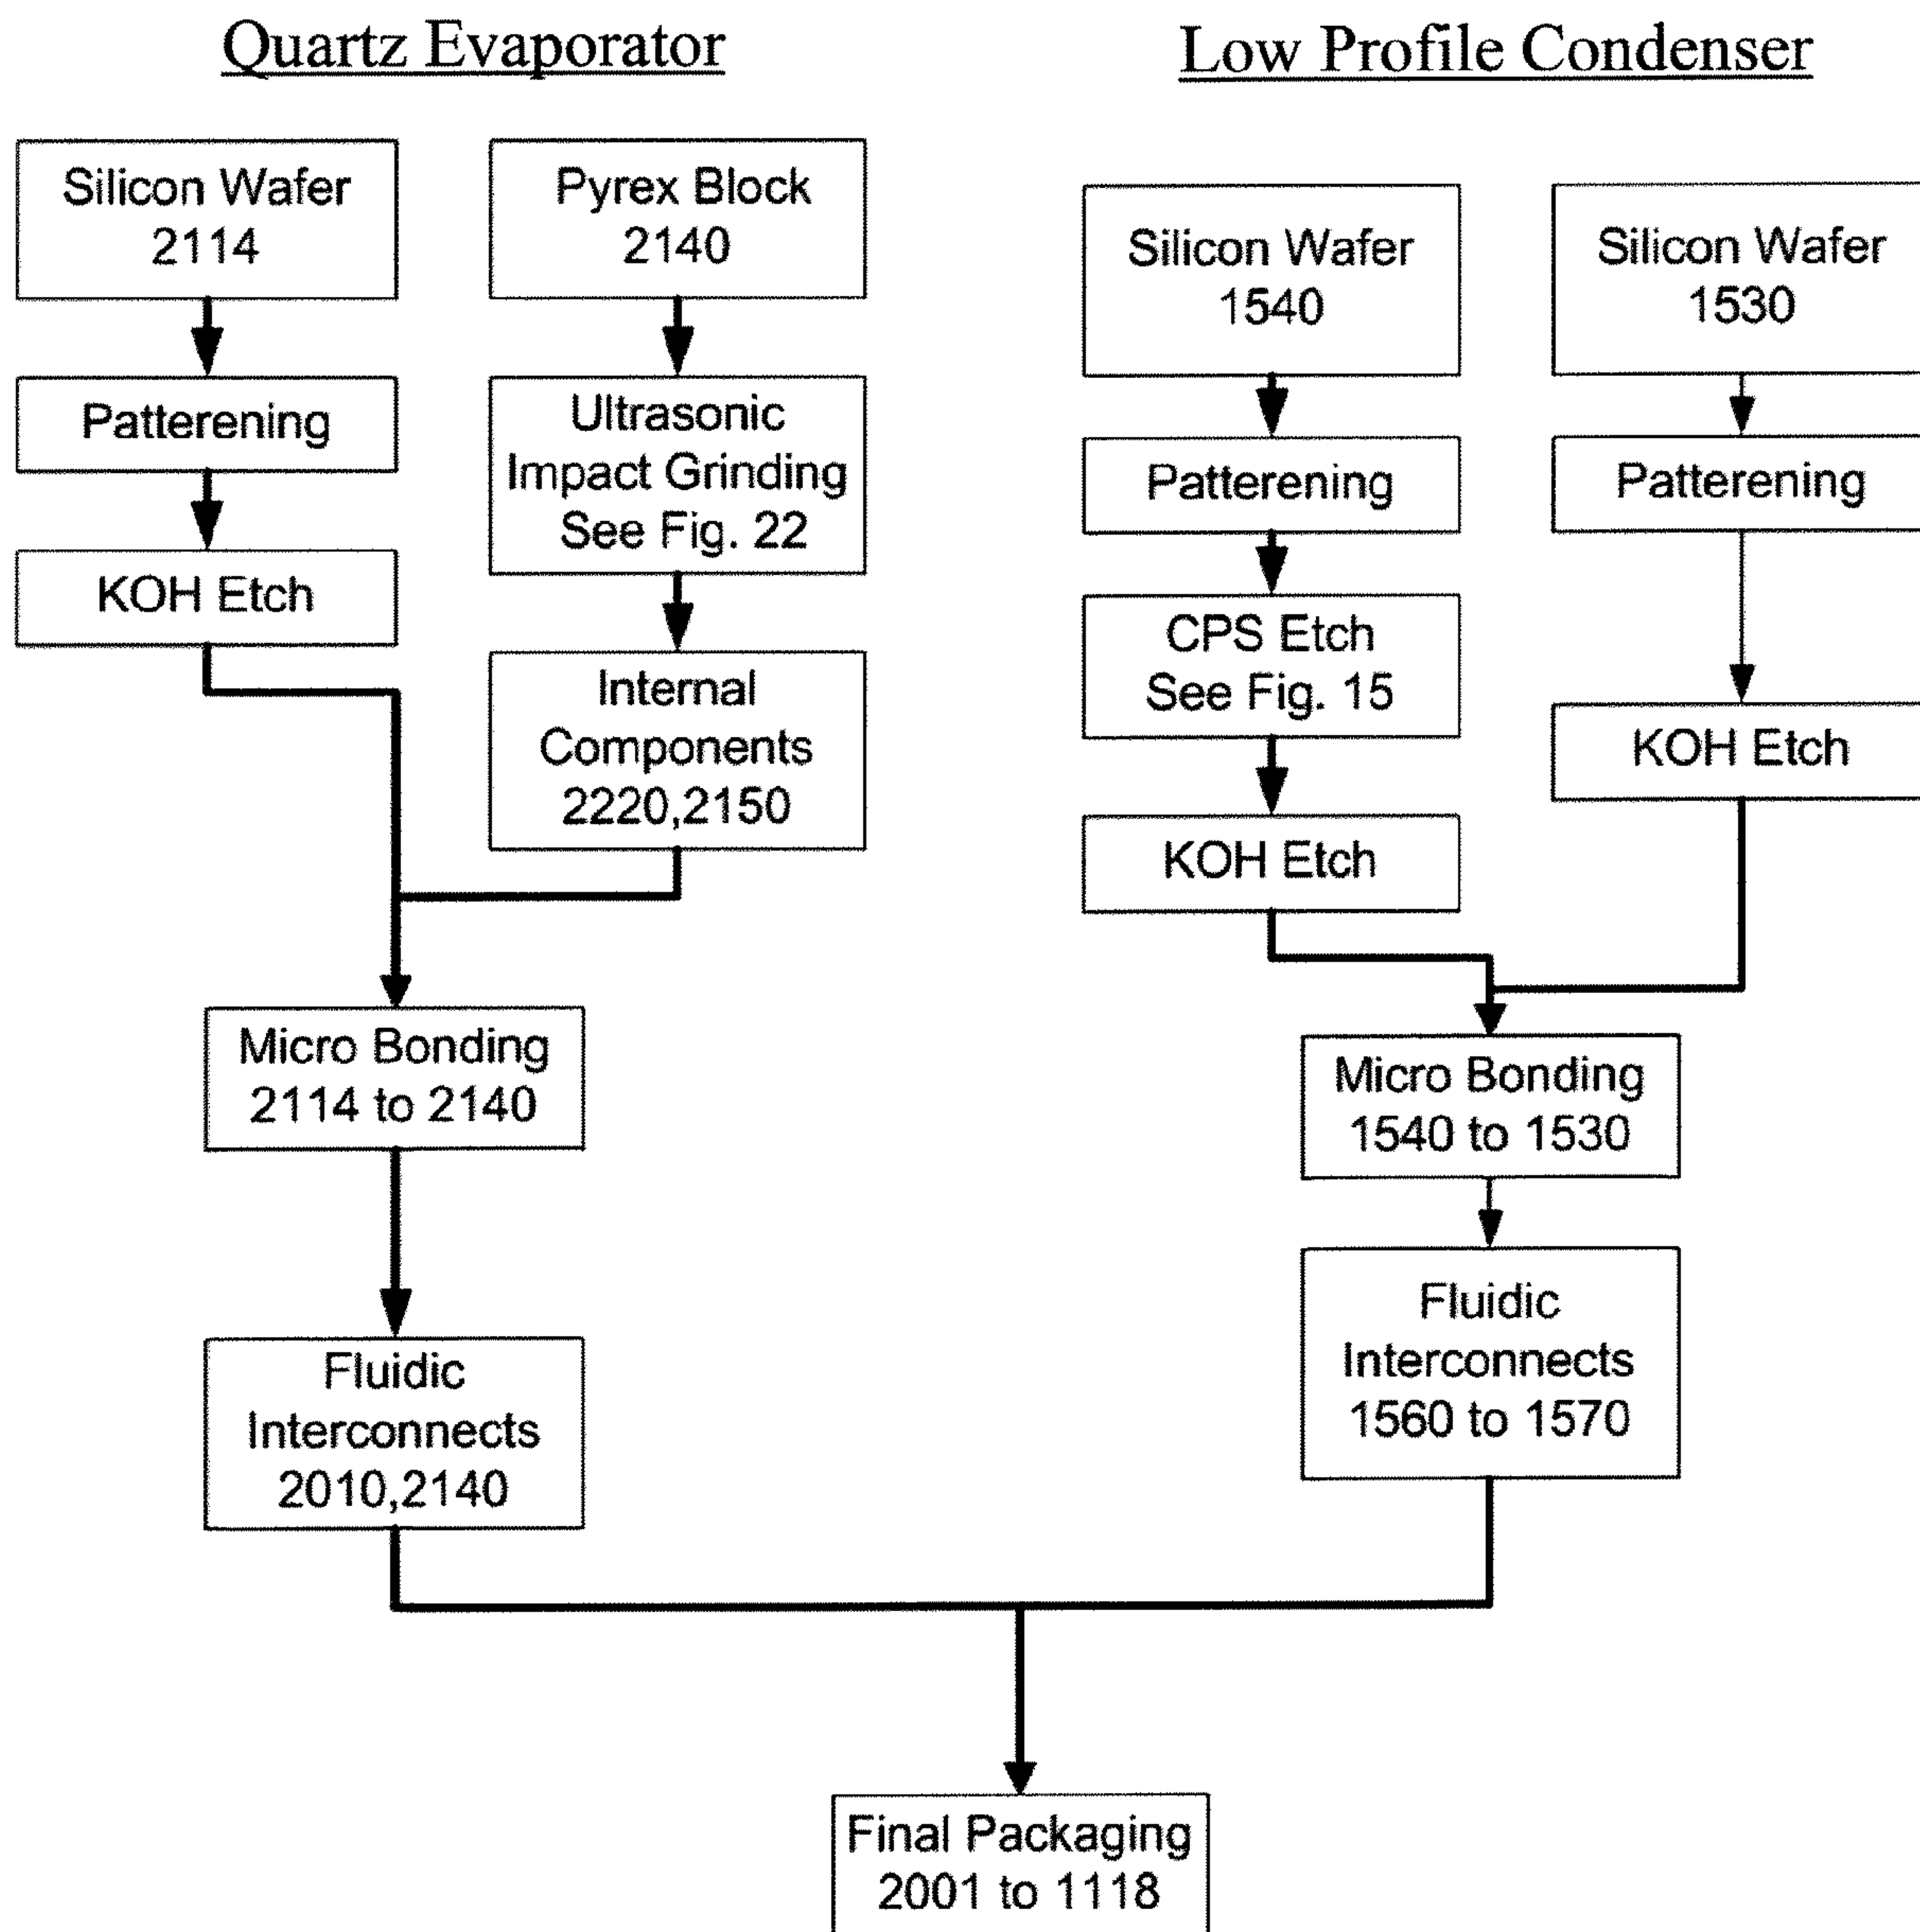 Quartz Evaporator
Silicon Wafer
2114
Patterening
KOH Etch
Pyrex Block
2140
Ultrasonic
Impact Grinding
See Fig. 22
Internal
Components
2220,2150
Micro Bonding
2114 to 2140
Fluidic
Interconnects
2010,2140
Low Profile Condenser
Silicon Wafer
1540
Patterening
CPS Etch
See Fig. 15
KOH Etch
Silicon Wafer
1530
Patterening
KOH Etch
Micro Bonding
1540 to 1530
Fluidic
Interconnects
1560 to 1570
Final Packaging
2001 to 1118